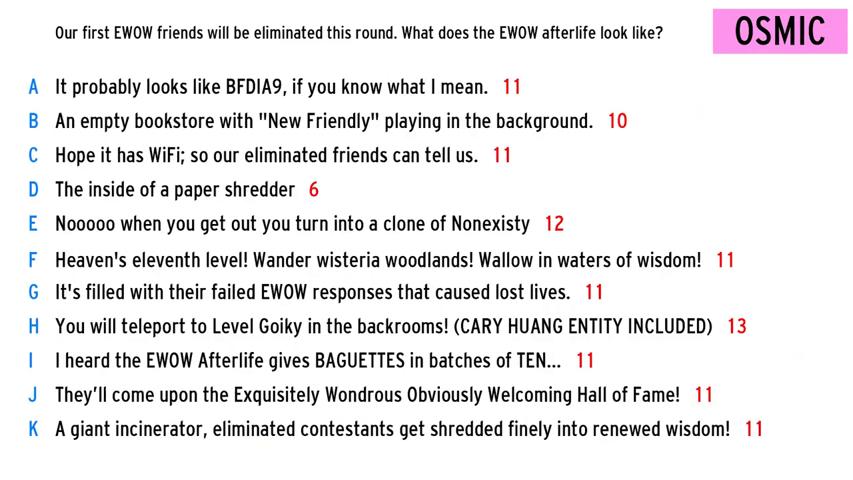 Our first EWOW friends will be eliminated this round. What does the EWOW afterlife look like?
OSMIC
A It probably looks like BFDIA9, if you know what I mean. 11
B An empty bookstore with "New Friendly" playing in the background. 10
C Hope it has WiFi; so our eliminated friends can tell us. 11
D The inside of a paper shredder 6
E Nooooo when you get out you turn into a clone of Nonexisty 12
F Heaven's eleventh level! Wander wisteria woodlands! Wallow in waters of wisdom! 11
G It's filled with their failed EWOW responses that caused lost lives. 11
H You will teleport to Level Goiky in the backrooms! (CARY HUANG ENTITY INCLUDED) 13
I I heard the EWOW Afterlife gives BAGUETTES in batches of TEN... 11
J They’ll come upon the Exquisitely Wondrous Obviously Welcoming Hall of Fame! 11
K A giant incinerator, eliminated contestants get shredded finely into renewed wisdom! 11